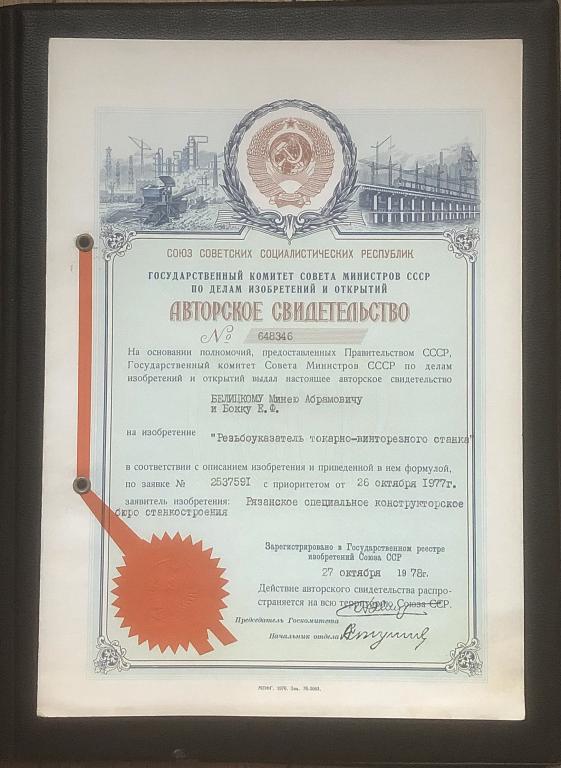 СОЮЗ СОВЕТСКИХ СОЦИАЛИСТИЧЕСКИХ РЕСПУБЛИК
ГОСУДАРСТВЕННЫЙ КОМИТЕТ СОВЕТА МИНИСТРОВ СССР
ПО ДЕЛАМ ИЗОБРЕТЕНИЙ И ОТКРЫТИЙ
АВТОРСКОЕ СВИДЕТЕЛЬСТВО
№ 648346
На основании полномочий, предоставленных Правительством СССР,
Государственный комитет Совета Министров СССР по делам
изобретений и открытий выдал настоящее авторское свидетельство
БЕЛИЦКОМУ Минею Абрамовичу
и Бокку Е.Ф.
на изобретение "Резьбоуказатель токарно-винторезного станка"
в соответствии с описанием изобретения и приведенной в нем формулой,
по заявке № 2537591 с приоритетом от 26 октября 1977г.
заявитель изобретения: Рязанское специальное конструкторское
бюро станкостроения
Зарегистрировано в Государственном реестре
изобретений Союза ССР
27 октября 1978г.
Действие авторского свидетельства распро-
страняется на всю территорию Союза ССР.
Председатель Госкомитета
Начальник отдела